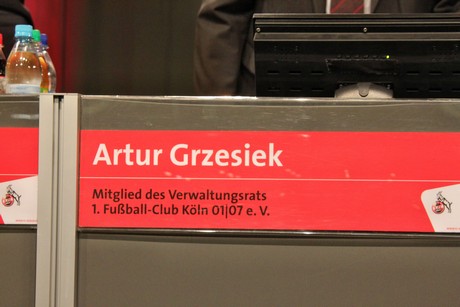 Artur Grzesiek
Mitglied des Verwaltungsrats
1. Fußball-Club Köln 01|07 e. V.